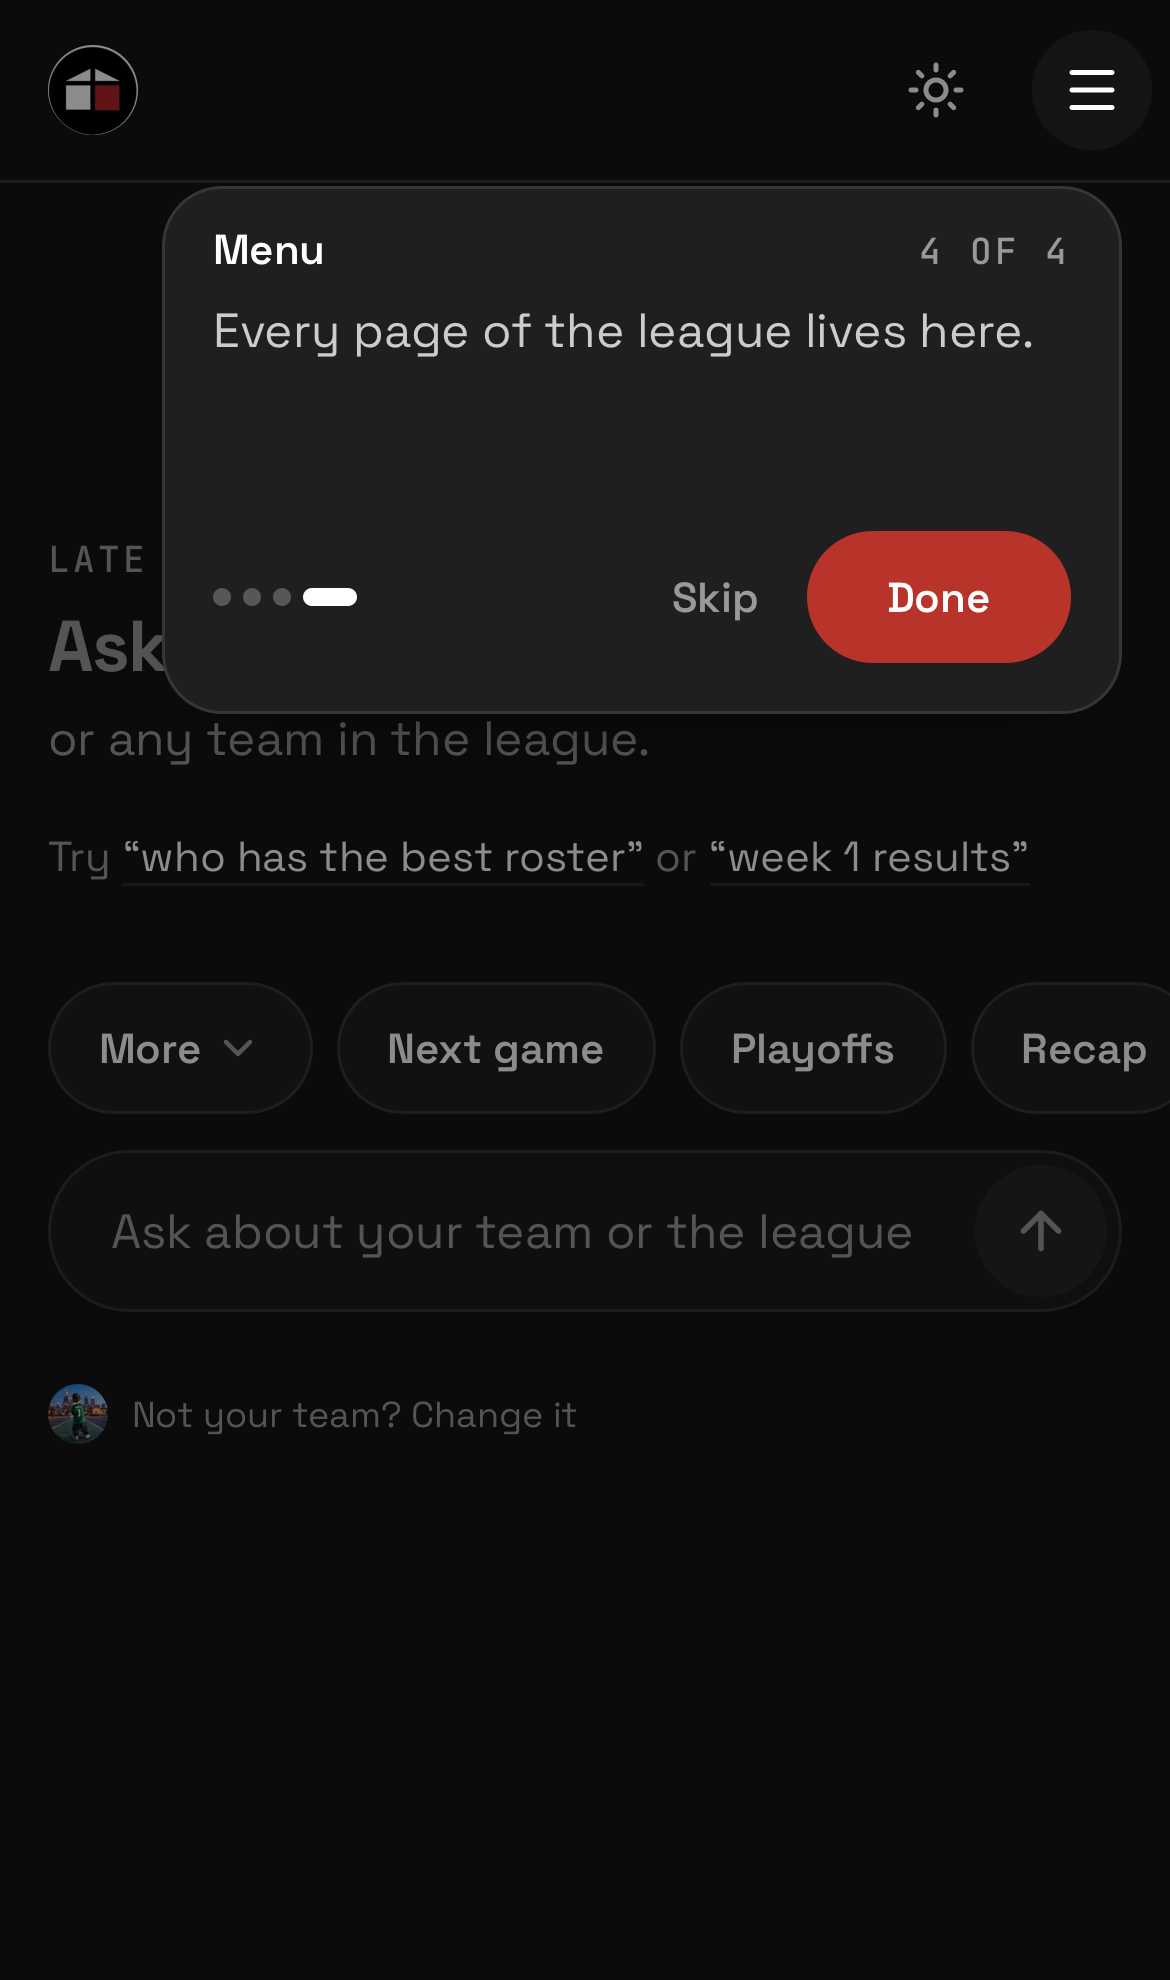 Menu
4 OF 4
Every page of the league lives here.
Skip
Done
LATE
Ask
or any team in the league.
Try “who has the best roster” or “week 1 results”
More
Next game
Playoffs
Recap
Ask about your team or the league
Not your team? Change it